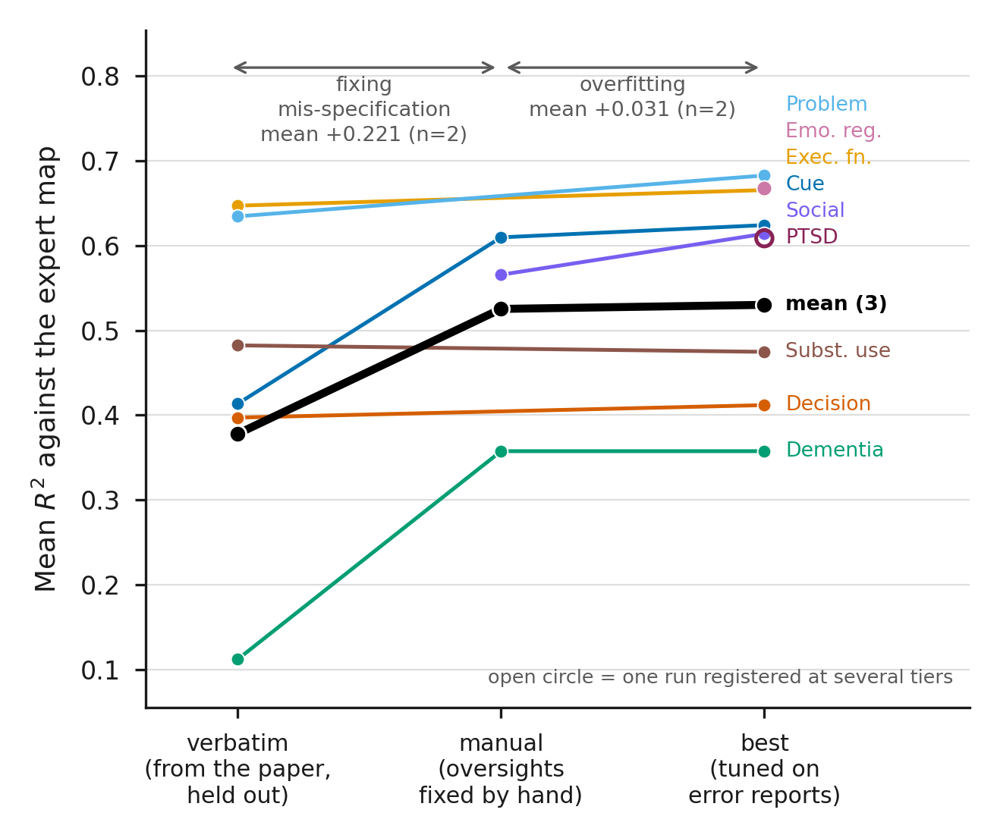 Mean R² against the expert map
0.8
0.7
0.6
0.5
0.4
0.3
0.2
0.1
fixing
mis-specification
mean +0.221 (n=2)
overfitting
mean +0.031 (n=2)
Problem
Emo. reg.
Exec. fn.
Cue
Social
PTSD
mean (3)
Subst. use
Decision
Dementia
open circle = one run registered at several tiers
verbatim
(from the paper,
held out)
manual
(oversights
fixed by hand)
best
(tuned on
error reports)